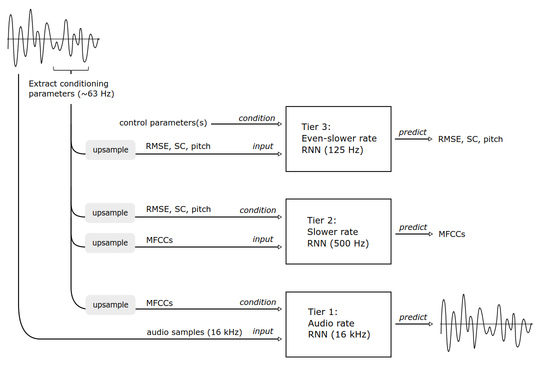 Extract conditioning
parameters (~63 Hz)
control parameters(s)
condition
upsample
RMSE, SC, pitch
input
Tier 3:
Even-slower rate
RNN (125 Hz)
predict
RMSE, SC, pitch
upsample
RMSE, SC, pitch
condition
upsample
MFCCs
input
Tier 2:
Slower rate
RNN (500 Hz)
predict
MFCCs
upsample
MFCCs
condition
audio samples (16 kHz)
input
Tier 1:
Audio rate
RNN (16 kHz)
predict